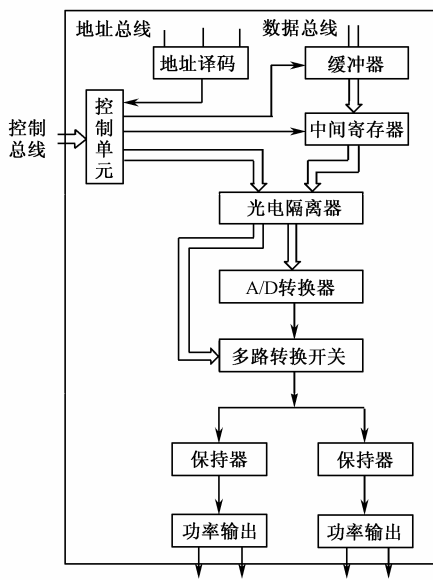 地址总线
数据总线
地址译码
缓冲器
控制
总线
控制单元
中间寄存器
光电隔离器
A/D转换器
多路转换开关
保持器
保持器
功率输出
功率输出